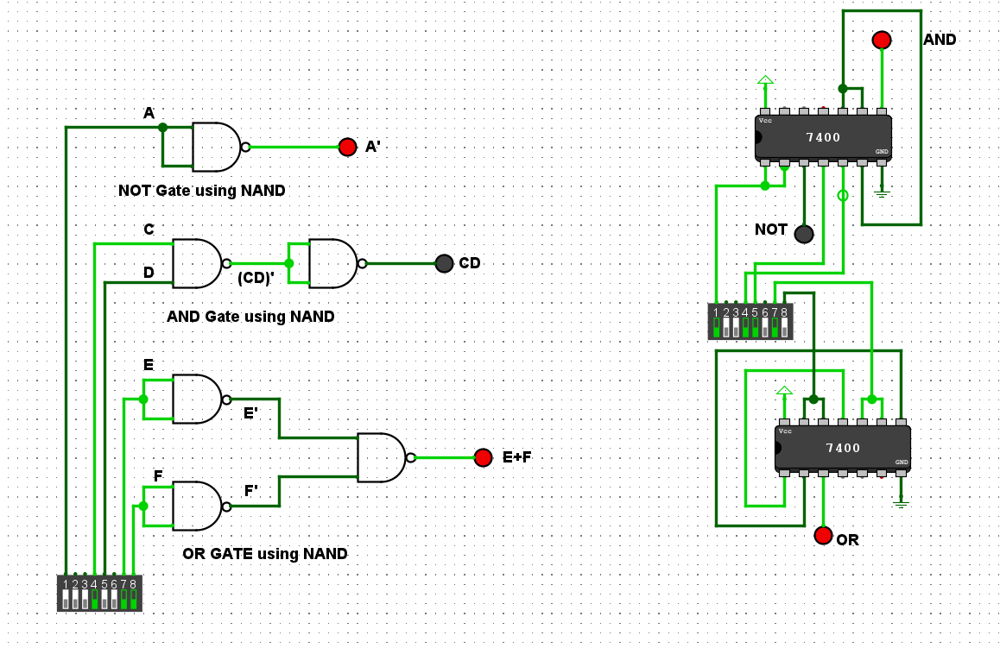 A
A'
NOT Gate using NAND
C
D
(CD)'
CD
AND Gate using NAND
E
E'
F
F'
E+F
OR GATE using NAND
1 2 3 4 5 6 7 8
AND
Vcc
7400
GND
NOT
1 2 3 4 5 6 7 8
Vcc
7400
GND
OR